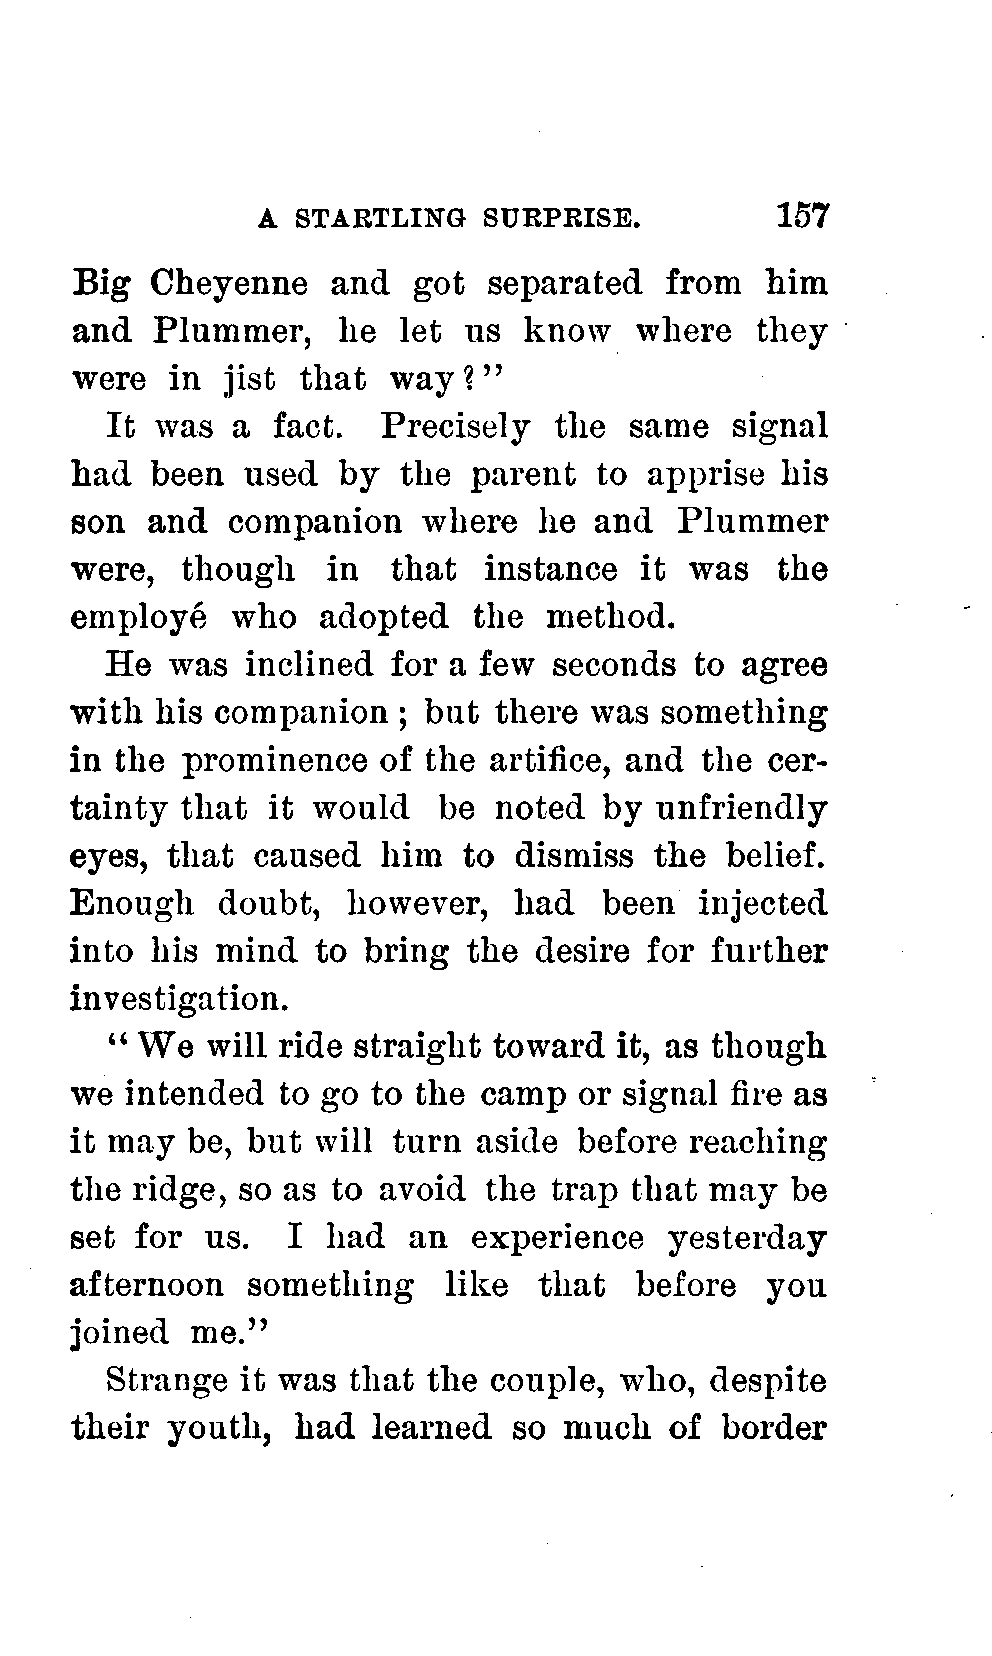 A STARTLING SURPRISE. 157
Big Cheyenne and got separated from him
and Plummer, he let us know where they
were in jist that way?"
It was a fact. Precisely the same signal
had been used by the parent to apprise his
son and companion where he and Plummer
were, though in that instance it was the
employé who adopted the method.
He was inclined for a few seconds to agree
with his companion; but there was something
in the prominence of the artifice, and the cer-
tainty that it would be noted by unfriendly
eyes, that caused him to dismiss the belief.
Enough doubt, however, had been injected
into his mind to bring the desire for further
investigation.
"We will ride straight toward it, as though
we intended to go to the camp or signal fire as
it may be, but will turn aside before reaching
the ridge, so as to avoid the trap that may be
set for us. I had an experience yesterday
afternoon something like that before you
joined me."
Strange it was that the couple, who, despite
their youth, had learned so much of border